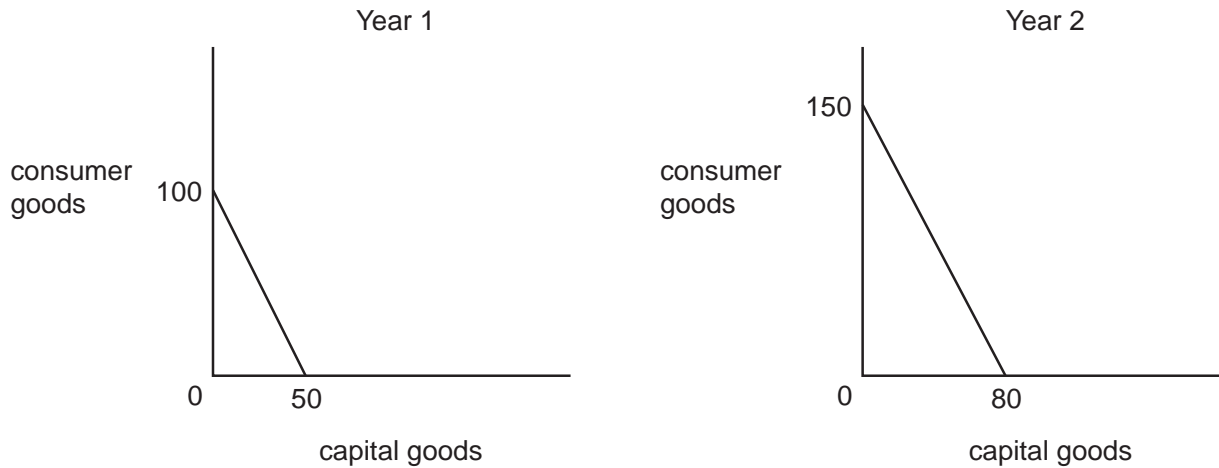 Year 1
consumer
goods
100
0
50
capital goods
Year 2
150
consumer
goods
0
80
capital goods